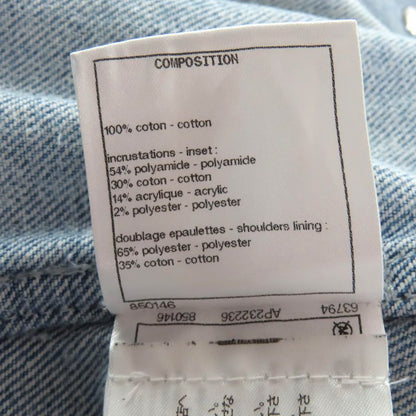 COMPOSITION
100% coton - cotton
incrustations - inset :
54% polyamide - polyamide
30% coton - cotton
14% acrylique - acrylic
2% polyester - polyester
doublage epaulettes - shoulders lining :
65% polyester - polyester
35% coton - cotton
850146
850146 AP232236 63794